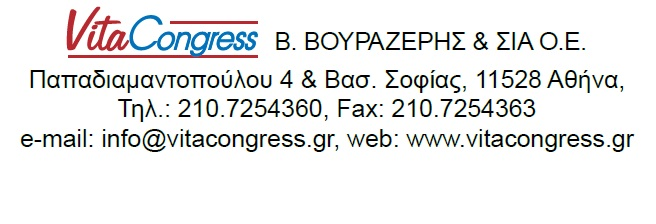 VitaCongress Β. ΒΟΥΡΑΖΕΡΗΣ & ΣΙΑ Ο.Ε.
Παπαδιαμαντοπούλου 4 & Βασ. Σοφίας, 11528 Αθήνα,
Τηλ.: 210.7254360, Fax: 210.7254363
e-mail: info@vitacongress.gr, web: www.vitacongress.gr